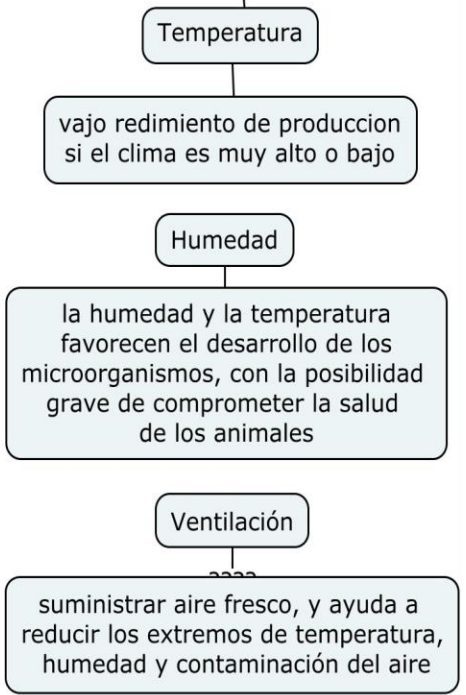 Temperatura
vajo redimiento de produccion
si el clima es muy alto o bajo
Humedad
la humedad y la temperatura
favorecen el desarrollo de los
microorganismos, con la posibilidad
grave de comprometer la salud
de los animales
Ventilación
????
suministrar aire fresco, y ayuda a
reducir los extremos de temperatura,
humedad y contaminación del aire